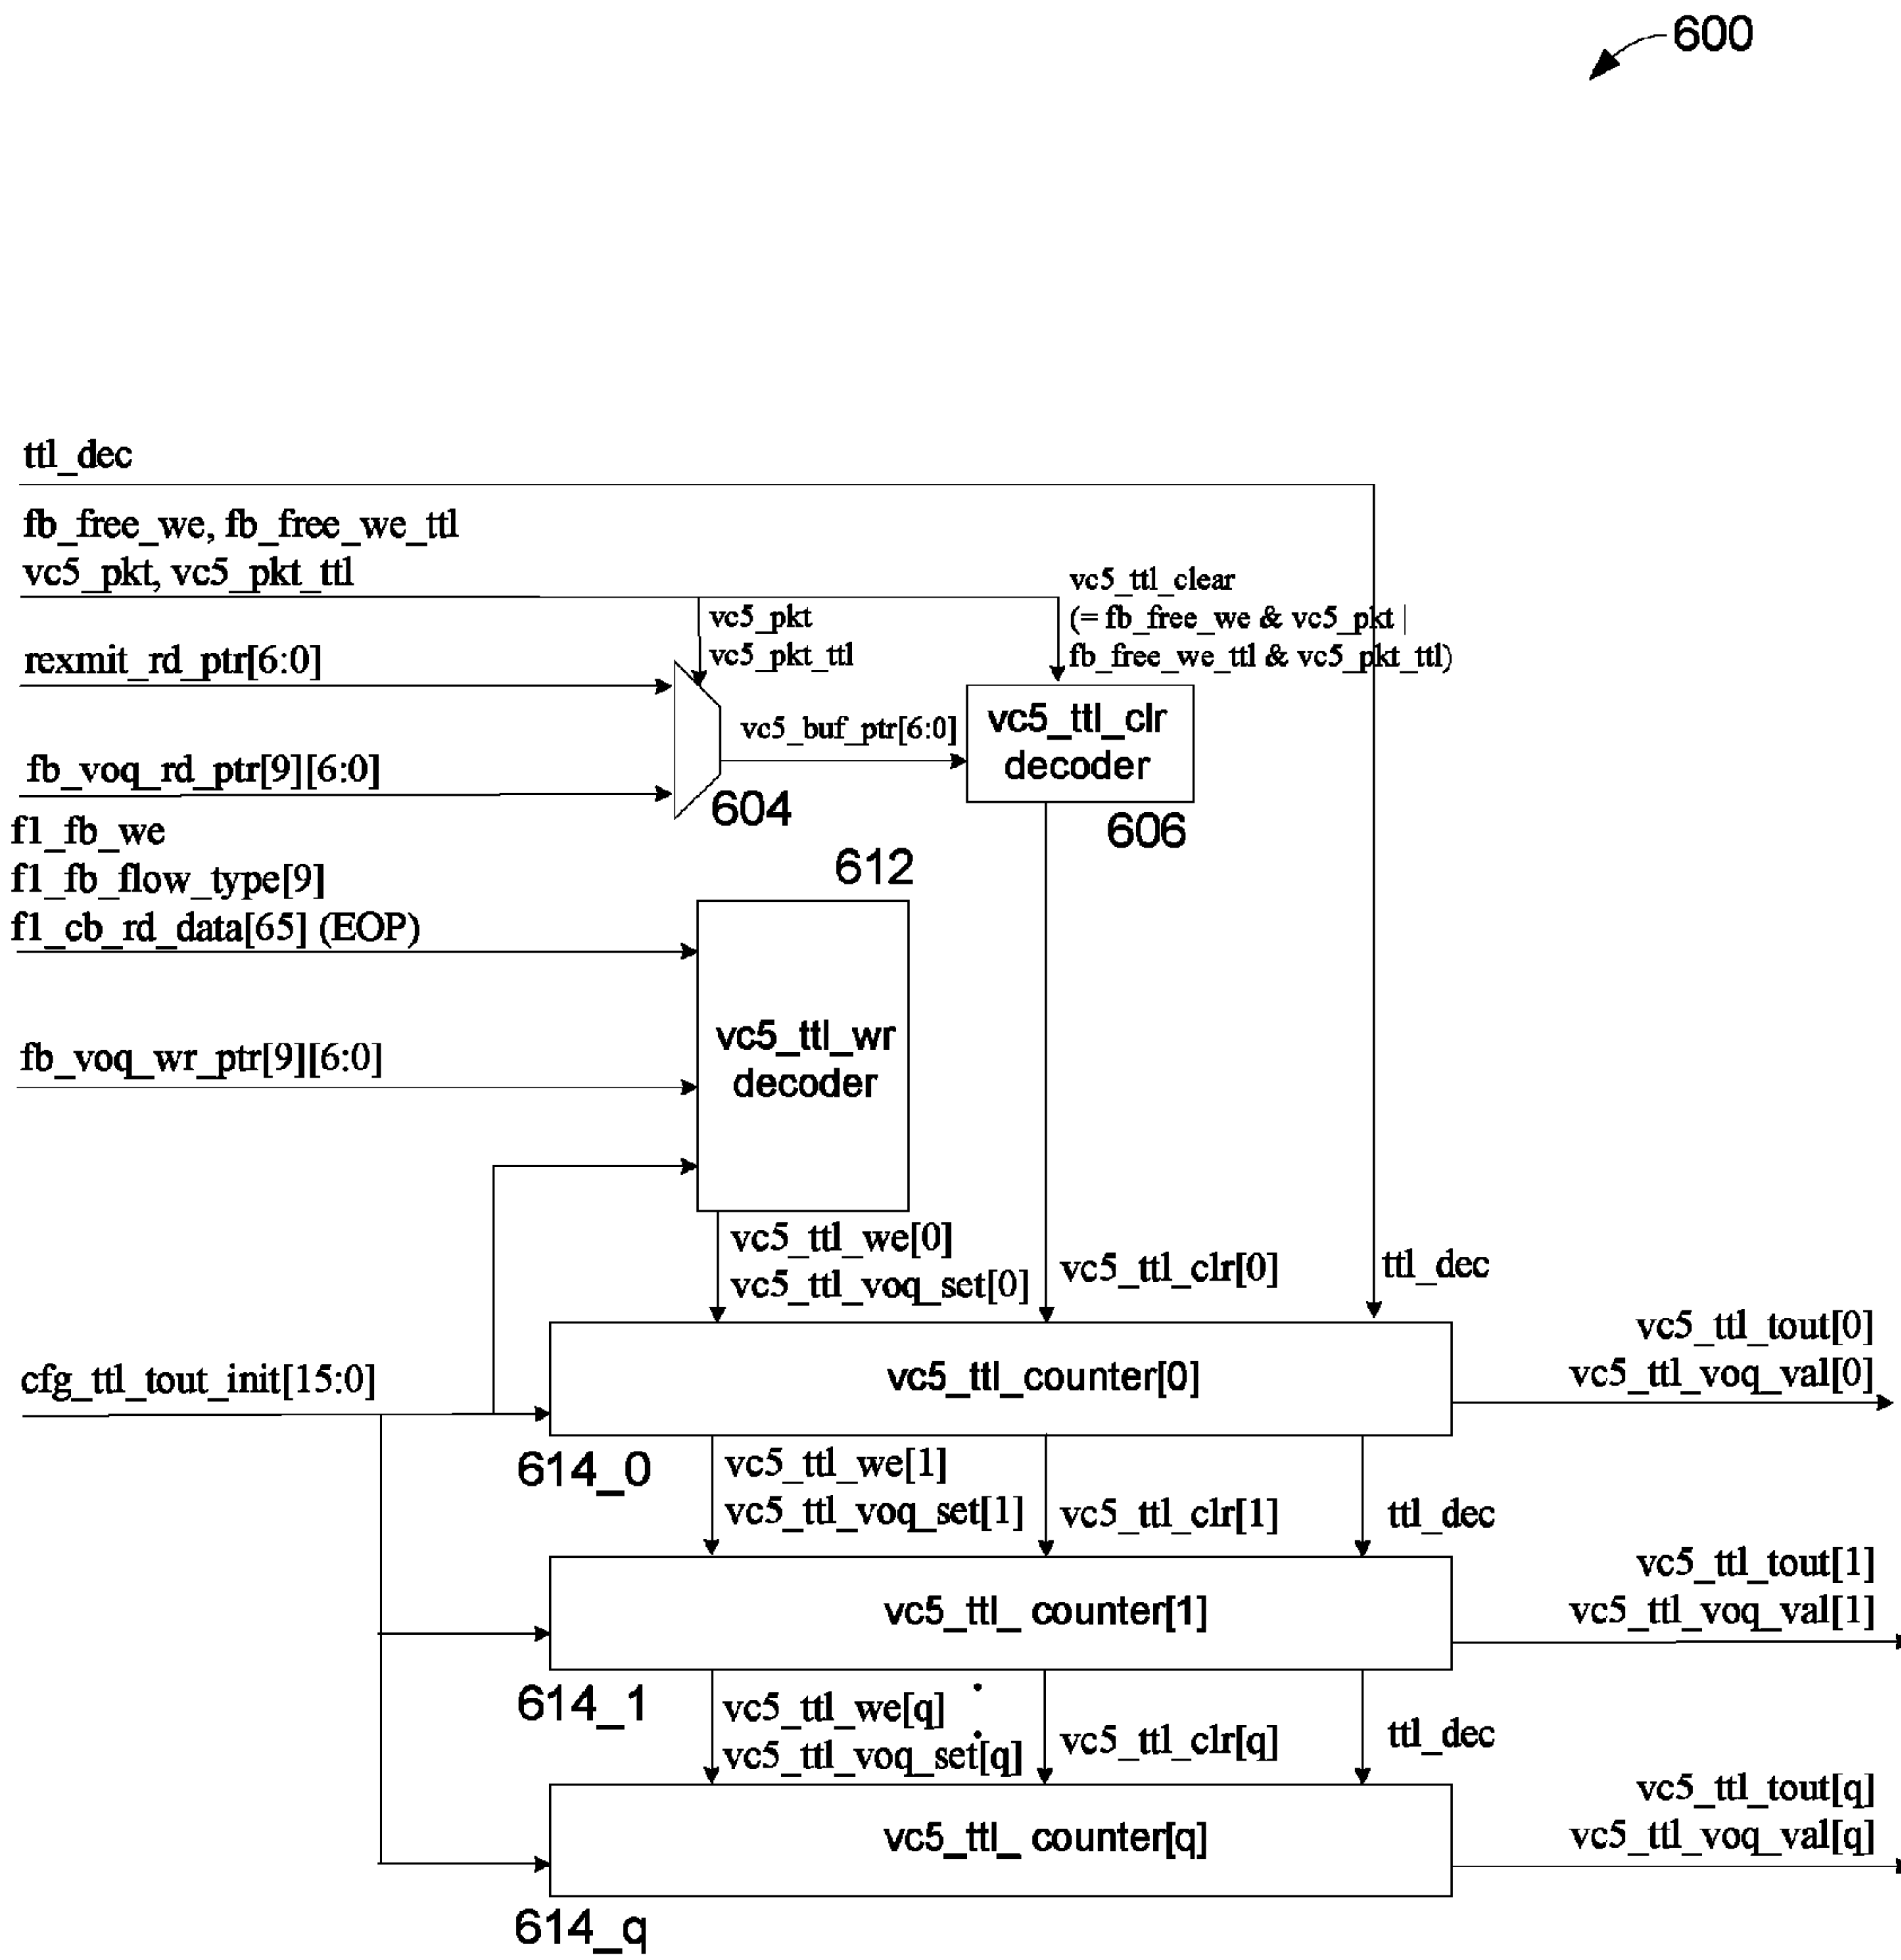 600
ttl_dec
fb_free_we, fb_free_we_ttl
vc5_pkt, vc5_pkt_ttl
vc5_pkt
vc5_pkt_ttl
vc5_ttl_clear
(= fb_free_we & vc5_pkt |
fb_free_we_ttl & vc5_pkt_ttl)
rexmit_rd_ptr[6:0]
vc5_buf_ptr[6:0]
vc5_ttl_clr
decoder
fb_voq_rd_ptr[9][6:0]
604
606
f1_fb_we
f1_fb_flow_type[9]
f1_cb_rd_data[65] (EOP)
612
vc5_ttl_wr
decoder
fb_voq_wr_ptr[9][6:0]
vc5_ttl_we[0]
vc5_ttl_voq_set[0]
vc5_ttl_clr[0]
ttl_dec
cfg_ttl_tout_init[15:0]
vc5_ttl_counter[0]
vc5_ttl_tout[0]
vc5_ttl_voq_val[0]
614_0
vc5_ttl_we[1]
vc5_ttl_voq_set[1]
vc5_ttl_clr[1]
ttl_dec
vc5_ttl_ counter[1]
vc5_ttl_tout[1]
vc5_ttl_voq_val[1]
614_1
vc5_ttl_we[q]
vc5_ttl_voq_set[q]
vc5_ttl_clr[q]
ttl_dec
vc5_ttl_ counter[q]
vc5_ttl_tout[q]
vc5_ttl_voq_val[q]
614_q